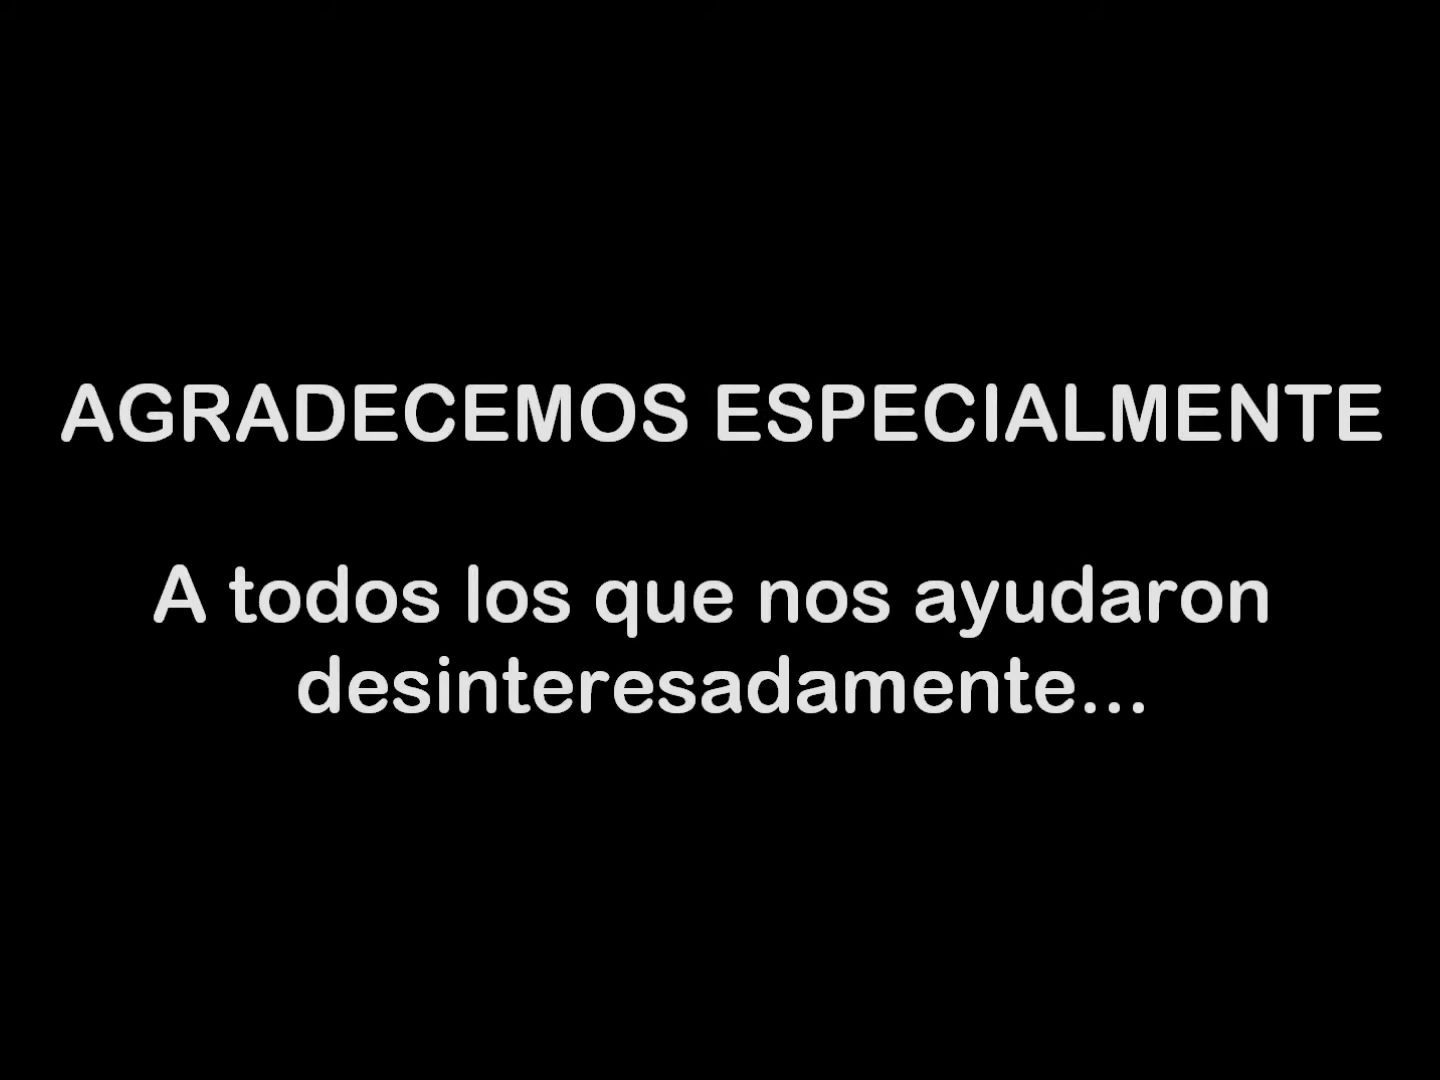 AGRADECEMOS ESPECIALMENTE
A todos los que nos ayudaron
desinteresadamente...